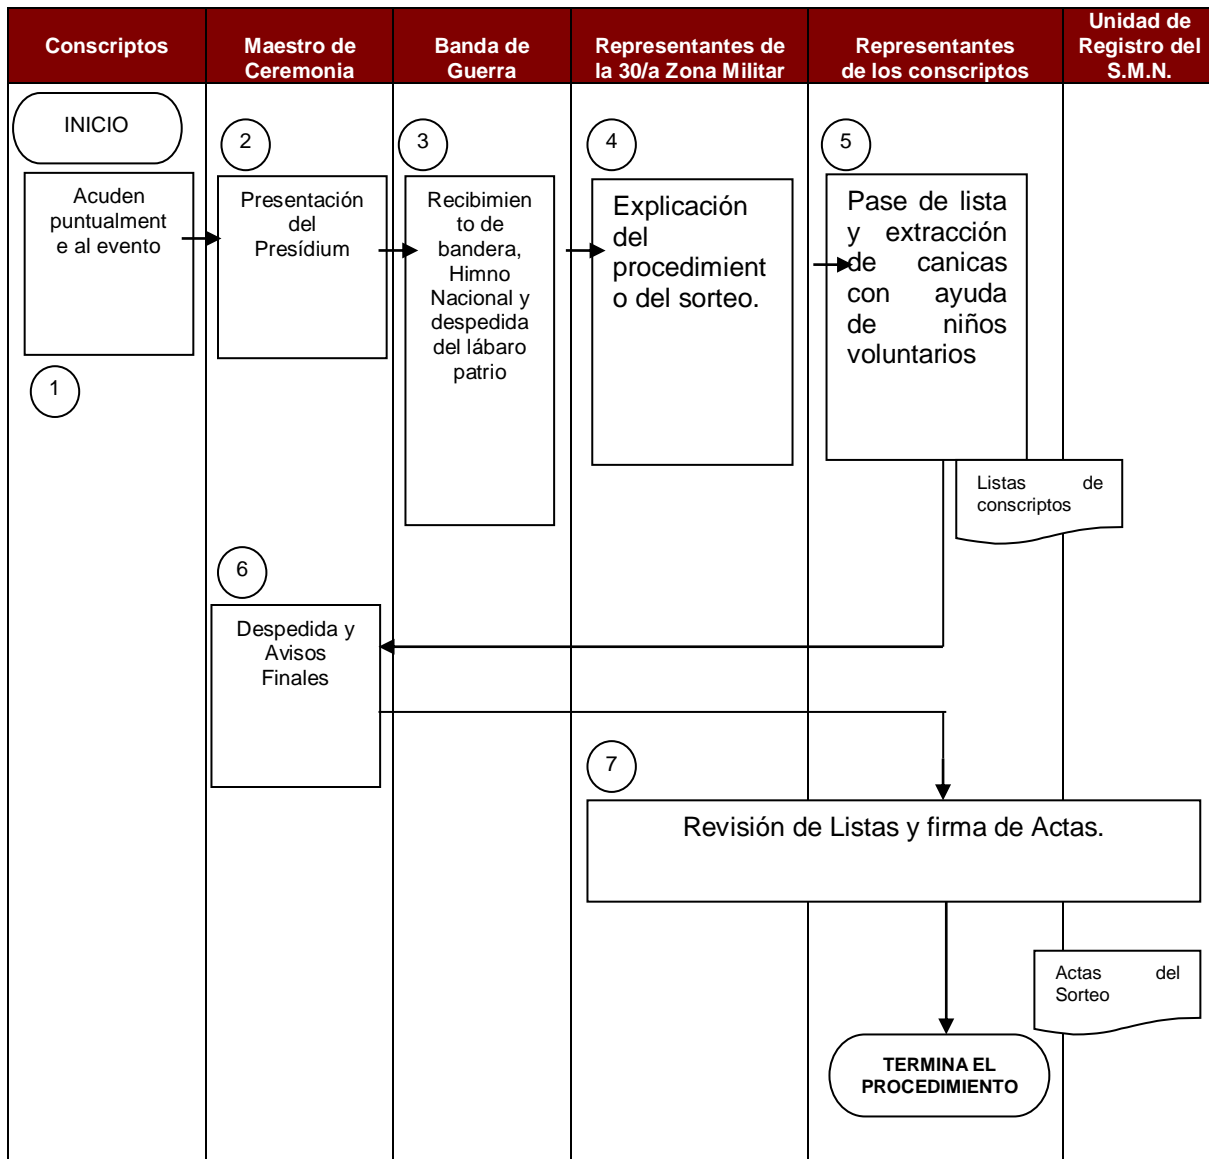 Conscriptos
Maestro de
Ceremonia
Banda de
Guerra
Representantes de
la 30/a Zona Militar
Representantes
de los conscriptos
Unidad de
Registro del
S.M.N.
INICIO
2
3
4
5
Acuden
puntualment
e al evento
1
Presentación
del
Presídium
Recibimien
to de
bandera,
Himno
Nacional y
despedida
del lábaro
patrio
Explicación
del
procedimient
o del sorteo.
Pase de lista
y extracción
de canicas
con ayuda
de niños
voluntarios
Listas de
conscriptos
6
Despedida y
Avisos
Finales
7
Revisión de Listas y firma de Actas.
Actas del
Sorteo
TERMINA EL
PROCEDIMIENTO